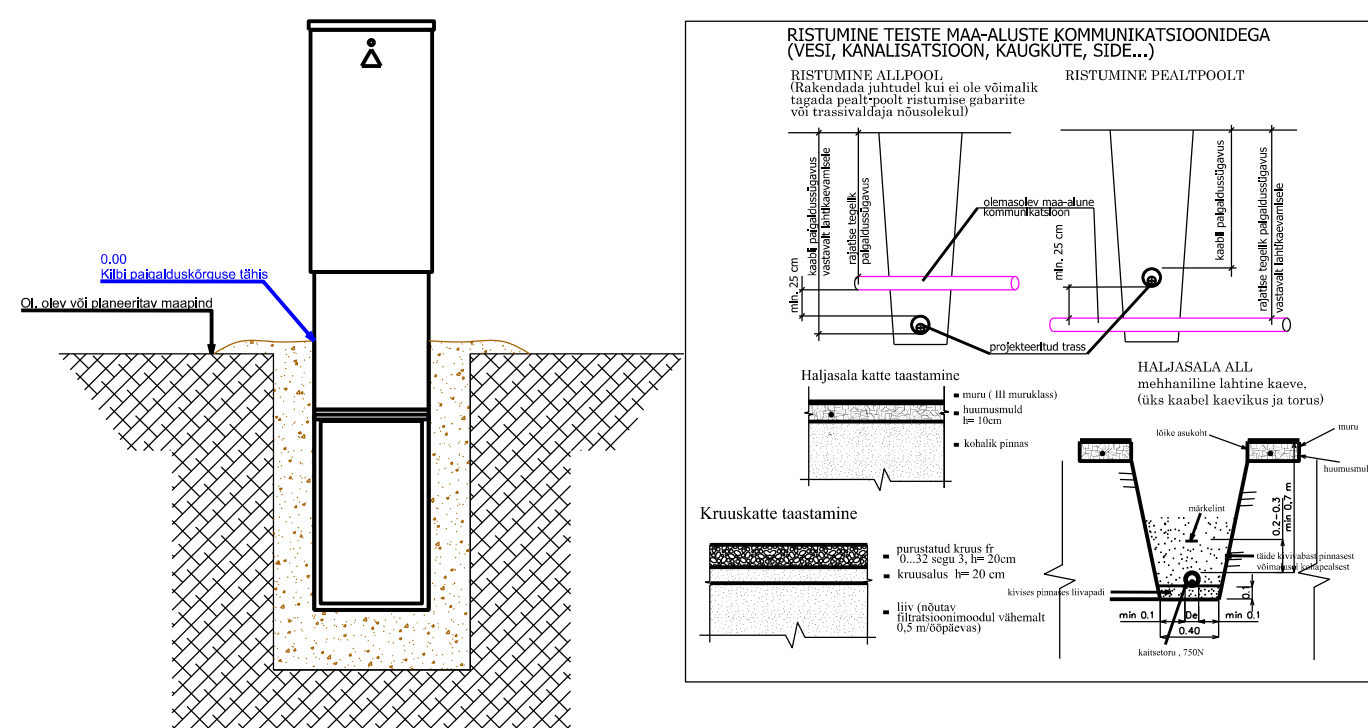 0.00
Kilbi paigalduskõrguse tähis
Ol. olev või planeeritav maapind
RISTUMINE TEISTE MAA-ALUSTE KOMMUNIKATSIOONIDEGA
(VESI, KANALISATSIOON, KAUGKÜTE, SIDE...)
RISTUMINE ALLPOOL
(Rakendada juhtudel kui ei ole võimalik
tagada pealt-poolt ristumise gabariite
või trassivaldaja nõusolekul)
kaabli paigaldussügavus
vastavalt lahtikaevamisele
rajatise tegelik
paigaldussügavus
min. 25 cm
RISTUMINE PEALTPOOLT
olemasolev maa-alune
kommunikatsioon
min. 25 cm
kaabli paigaldussügavus
rajatise tegelik paigaldussügavus
vastavalt lahtikaevamisele
projekteeritud trass
Haljasala katte taastamine
muru ( III muruklass)
huumusmuld
h= 10cm
kohalik pinnas
Kruuskatte taastamine
purustatud kruus fr
0...32 segu 3, h= 20cm
kruusalus h= 20 cm
liiv (nõutav
filtratsioonimoodul vähemalt
0,5 m/ööpäevas)
HALJASALA ALL
mehhaniline lahtine kaeve,
(üks kaabel kaevikus ja torus)
lõike asukoht
muru
huumusmul
märkelint
0.2-0.3
min 0.7 m
täide kivivabast pinnasest
võimalusel kohapealsest
kivises pinnases liivapadi
0.1
min 0.1
De
min 0.1
0.40
kaitsetoru , 750N